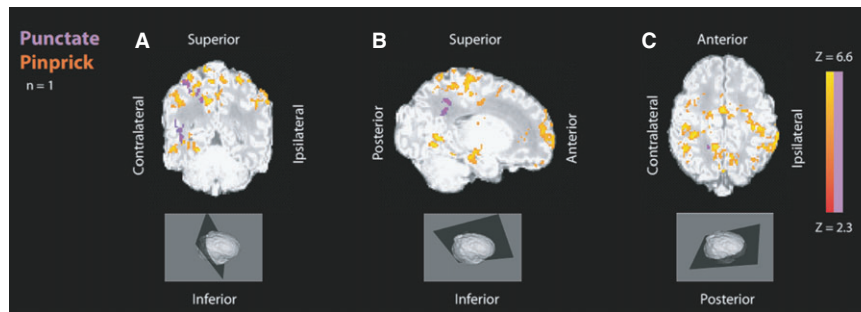 Punctate
Pinprick
n = 1
A
Superior
Contralateral
Ipsilateral
Inferior
B
Superior
Posterior
Anterior
Inferior
C
Anterior
Contralateral
Ipsilateral
Posterior
Z = 6.6
Z = 2.3